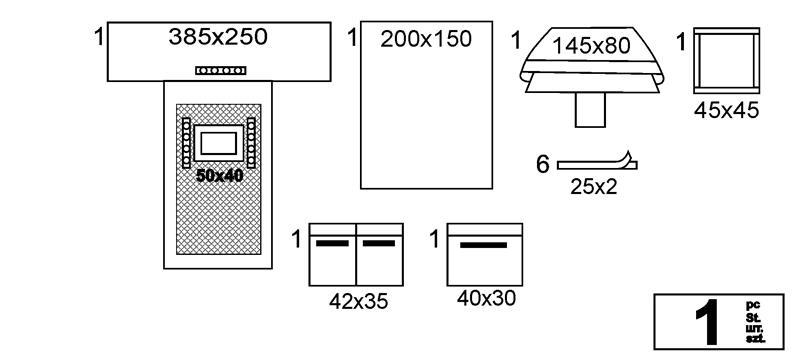 1 385x250
50x40
1 200x150
1 145x80
1 45x45
6 25x2
1 42x35
1 40x30
1 pc
St.
шт.
szt.